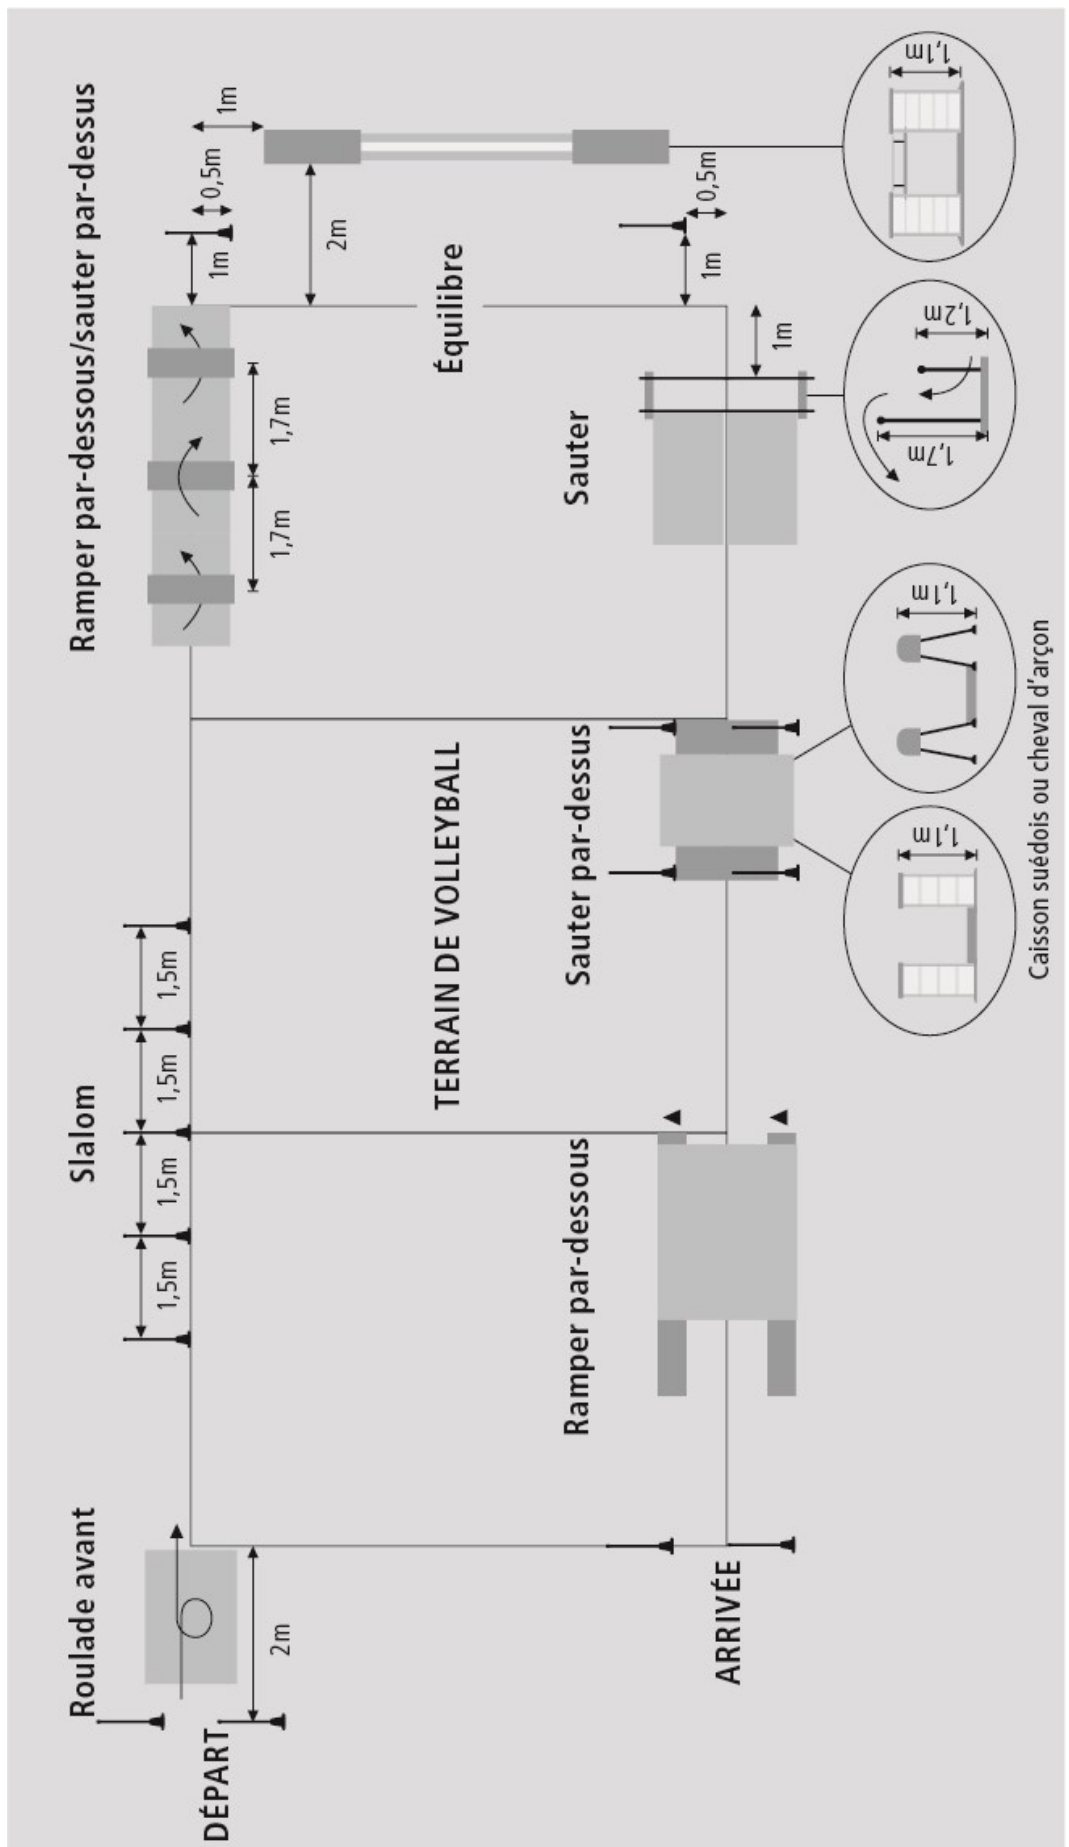 Roulade avant
Slalom
Ramper par-dessous/sauter par-dessus
DÉPART
2m
1,5m
1,5m
1,5m
1,5m
1,7m
1,7m
1m
0,5m
1m
2m
TERRAIN DE VOLLEYBALL
Équilibre
ARRIVÉE
Ramper par-dessous
Sauter par-dessus
Sauter
1m
1m
0,5m
1,1m
1,1m
1,7m
1,2m
1,1m
Caisson suédois ou cheval d'arçon